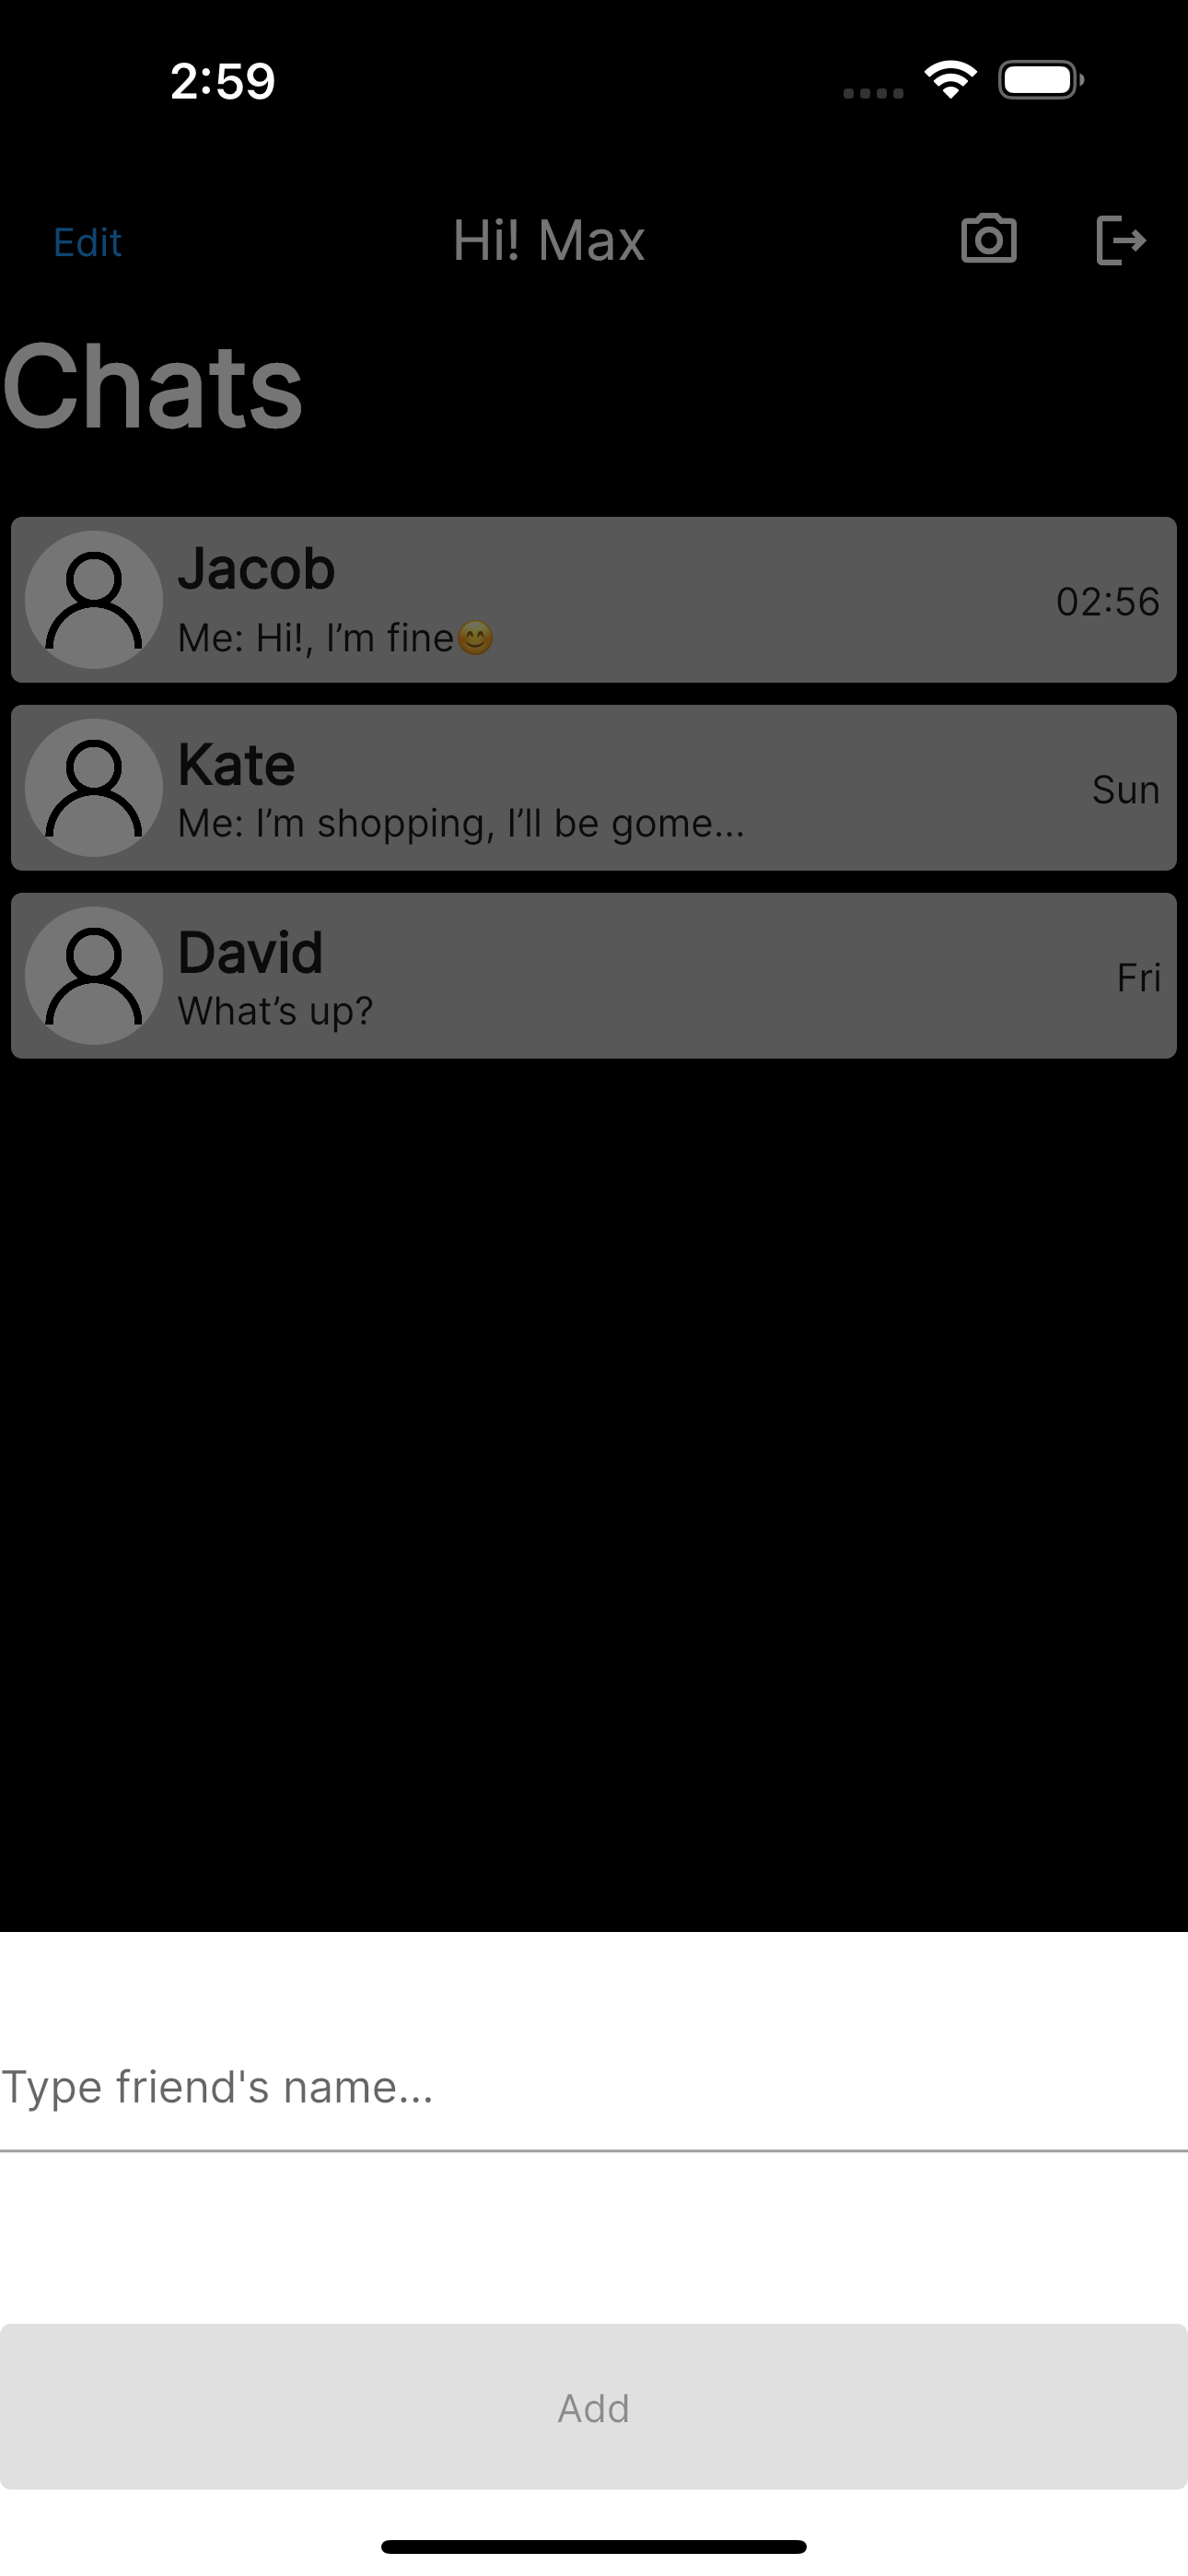 2:59
Edit
Hi! Max
Chats
Jacob
Me: Hi!, I’m fine😊
02:56
Kate
Me: I’m shopping, I’ll be gome...
Sun
David
What’s up?
Fri
Type friend's name...
Add